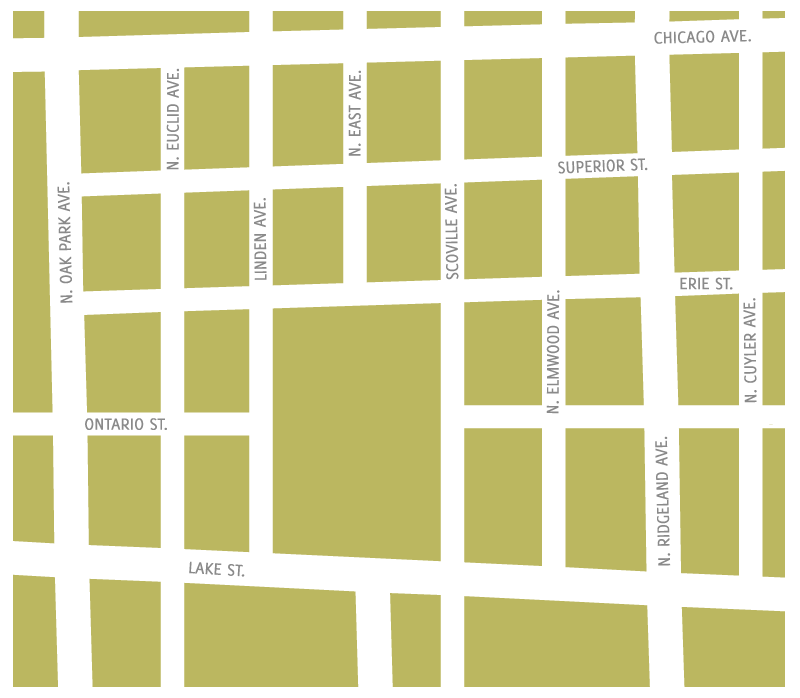 CHICAGO AVE.
N. EUCLID AVE.
N. EAST AVE.
SUPERIOR ST.
N. OAK PARK AVE.
LINDEN AVE.
SCOVILLE AVE.
ERIE ST.
N. ELMWOOD AVE.
N. CUYLER AVE.
ONTARIO ST.
N. RIDGELAND AVE.
LAKE ST.